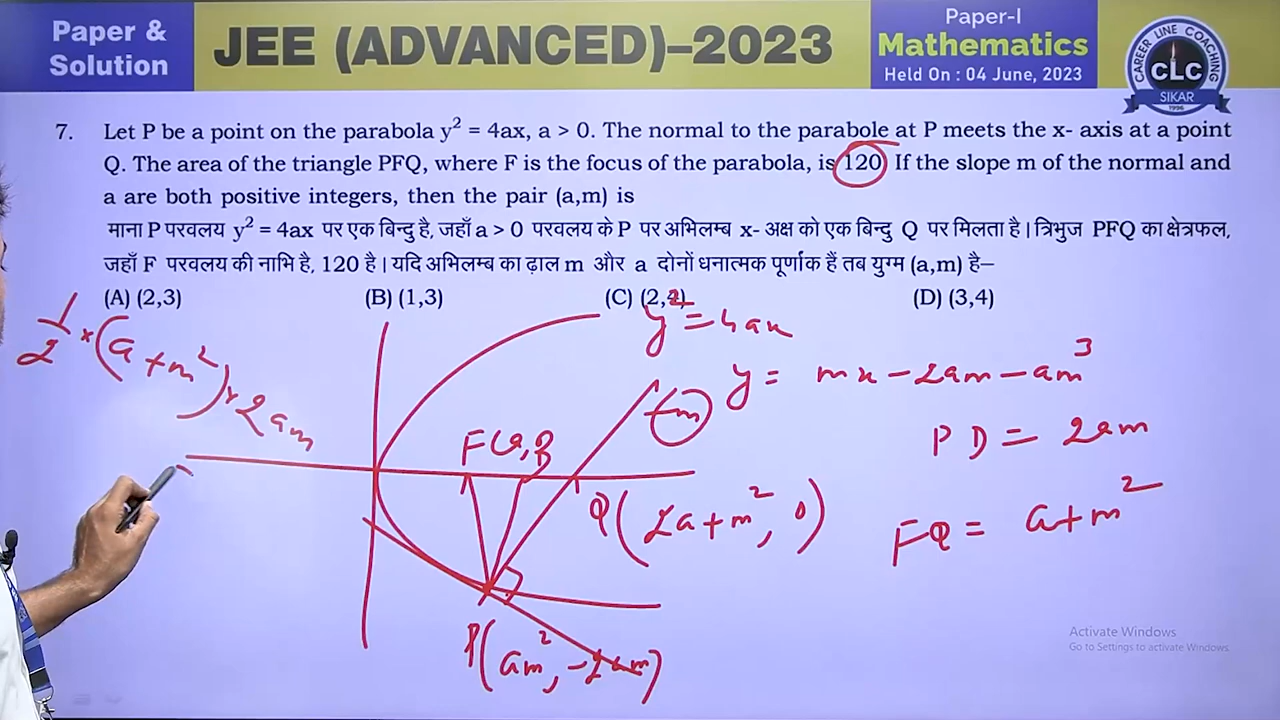 Paper &
Solution
JEE (ADVANCED)–2023
Paper-I
Mathematics
Held On : 04 June, 2023
CAREER LINE COACHING
CLC
SIKAR
1996
7. Let P be a point on the parabola y² = 4ax, a > 0. The normal to the parabole at P meets the x- axis at a point
Q. The area of the triangle PFQ, where F is the focus of the parabola, is 120 If the slope m of the normal and
a are both positive integers, then the pair (a,m) is
माना P परवलय y² = 4ax पर एक बिन्दु है, जहाँ a > 0 परवलय के P पर अभिलम्ब x- अक्ष को एक बिन्दु Q पर मिलता है। त्रिभुज PFQ का क्षेत्रफल,
जहाँ F परवलय की नाभि है, 120 है। यदि अभिलम्ब का ढ़ाल m और a दोनों धनात्मक पूर्णांक हैं तब युग्म (a,m) है–
(A) (2,3) (B) (1,3) (C) (2,4) (D) (3,4)
y² = 4ax
1/2 × (a + m²) × 2am
y = mx – 2am – am³
m
PD = 2am
F(a,
Q(2a + m², 0)
FQ = a + m²
P(am², –2am)
Activate Windows
Go to Settings to activate Windows.